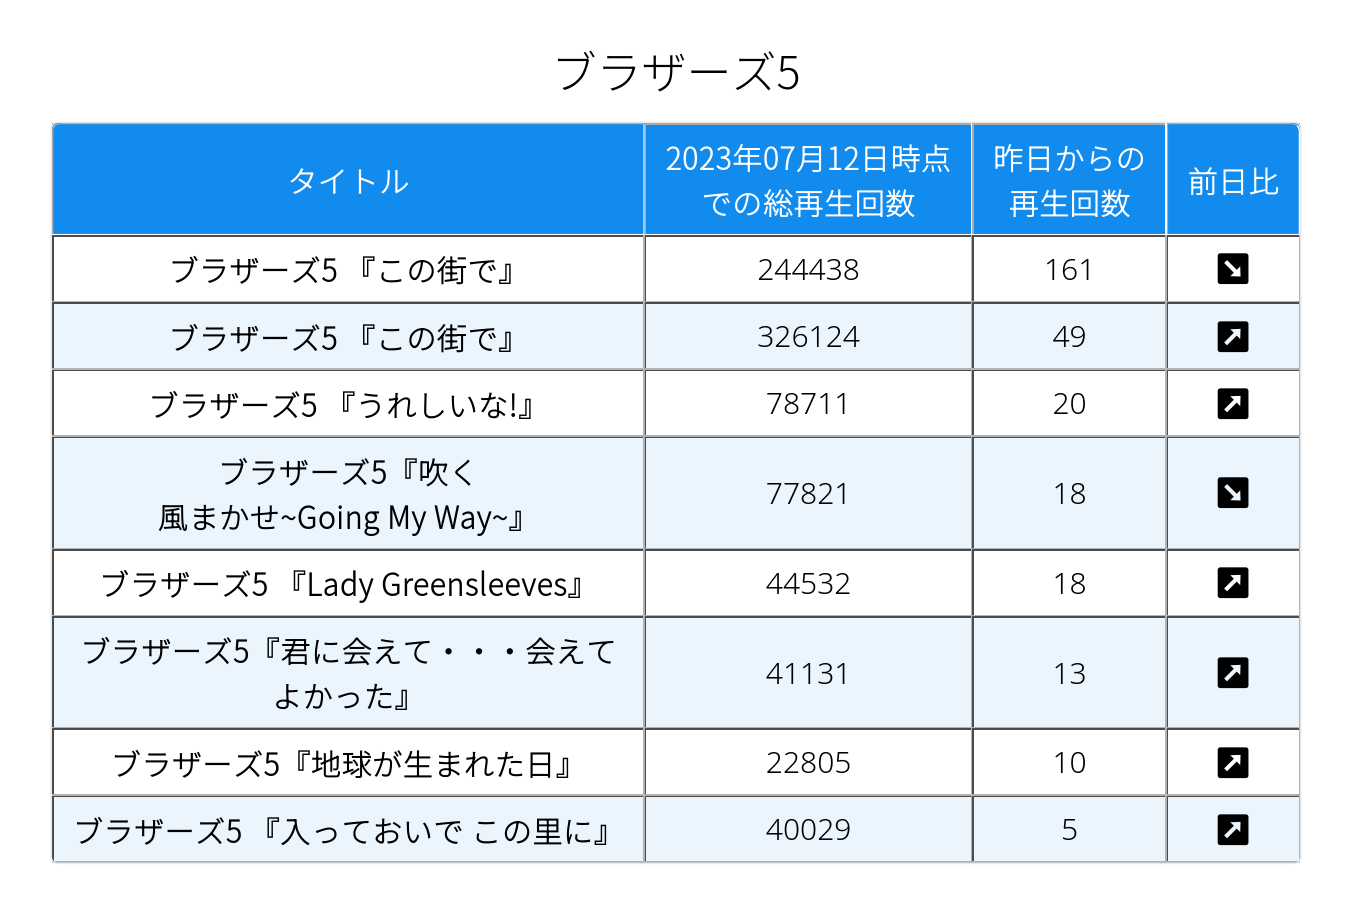 ブラザーズ5
タイトル
2023年07月12日時点
での総再生回数
昨日からの
再生回数
前日比
ブラザーズ5 『この街で』
244438
161
ブラザーズ5 『この街で』
326124
49
ブラザーズ5 『うれしいな!』
78711
20
ブラザーズ5『吹く
風まかせ~Going My Way~』
77821
18
ブラザーズ5 『Lady Greensleeves』
44532
18
ブラザーズ5『君に会えて・・・会えて
よかった』
41131
13
ブラザーズ5『地球が生まれた日』
22805
10
ブラザーズ5 『入っておいで この里に』
40029
5